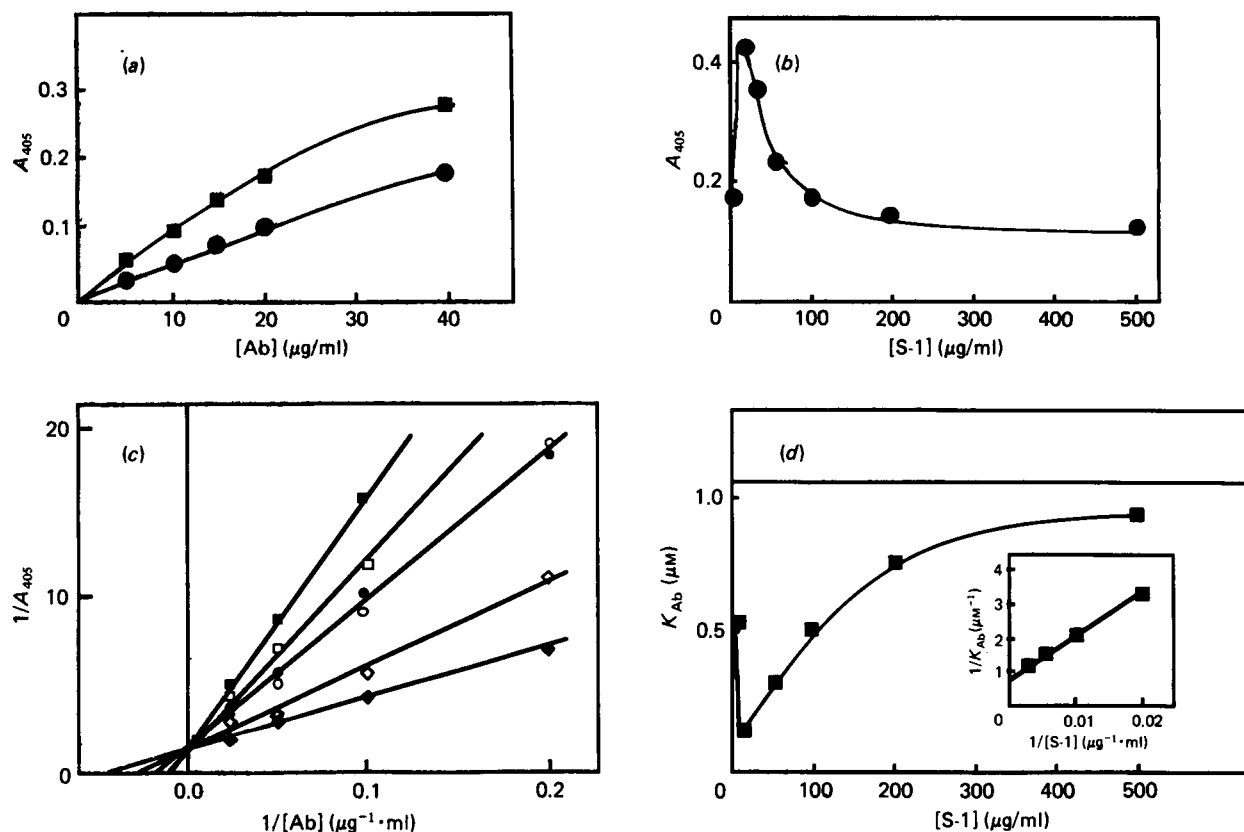 (a)
0.3
0.2
0.1
0
10
20
30
40
A405
[Ab] (μg/ml)
(b)
0.4
0.2
0
100
200
300
400
500
A405
[S-1] (μg/ml)
(c)
20
10
0
0.0
0.1
0.2
1/A405
1/[Ab] (μg⁻¹·ml)
(d)
1.0
0.5
0
100
200
300
400
500
KAb (μM)
[S-1] (μg/ml)
4
3
2
1
0
0.01
0.02
1/KAb (μM⁻¹)
1/[S-1] (μg⁻¹·ml)